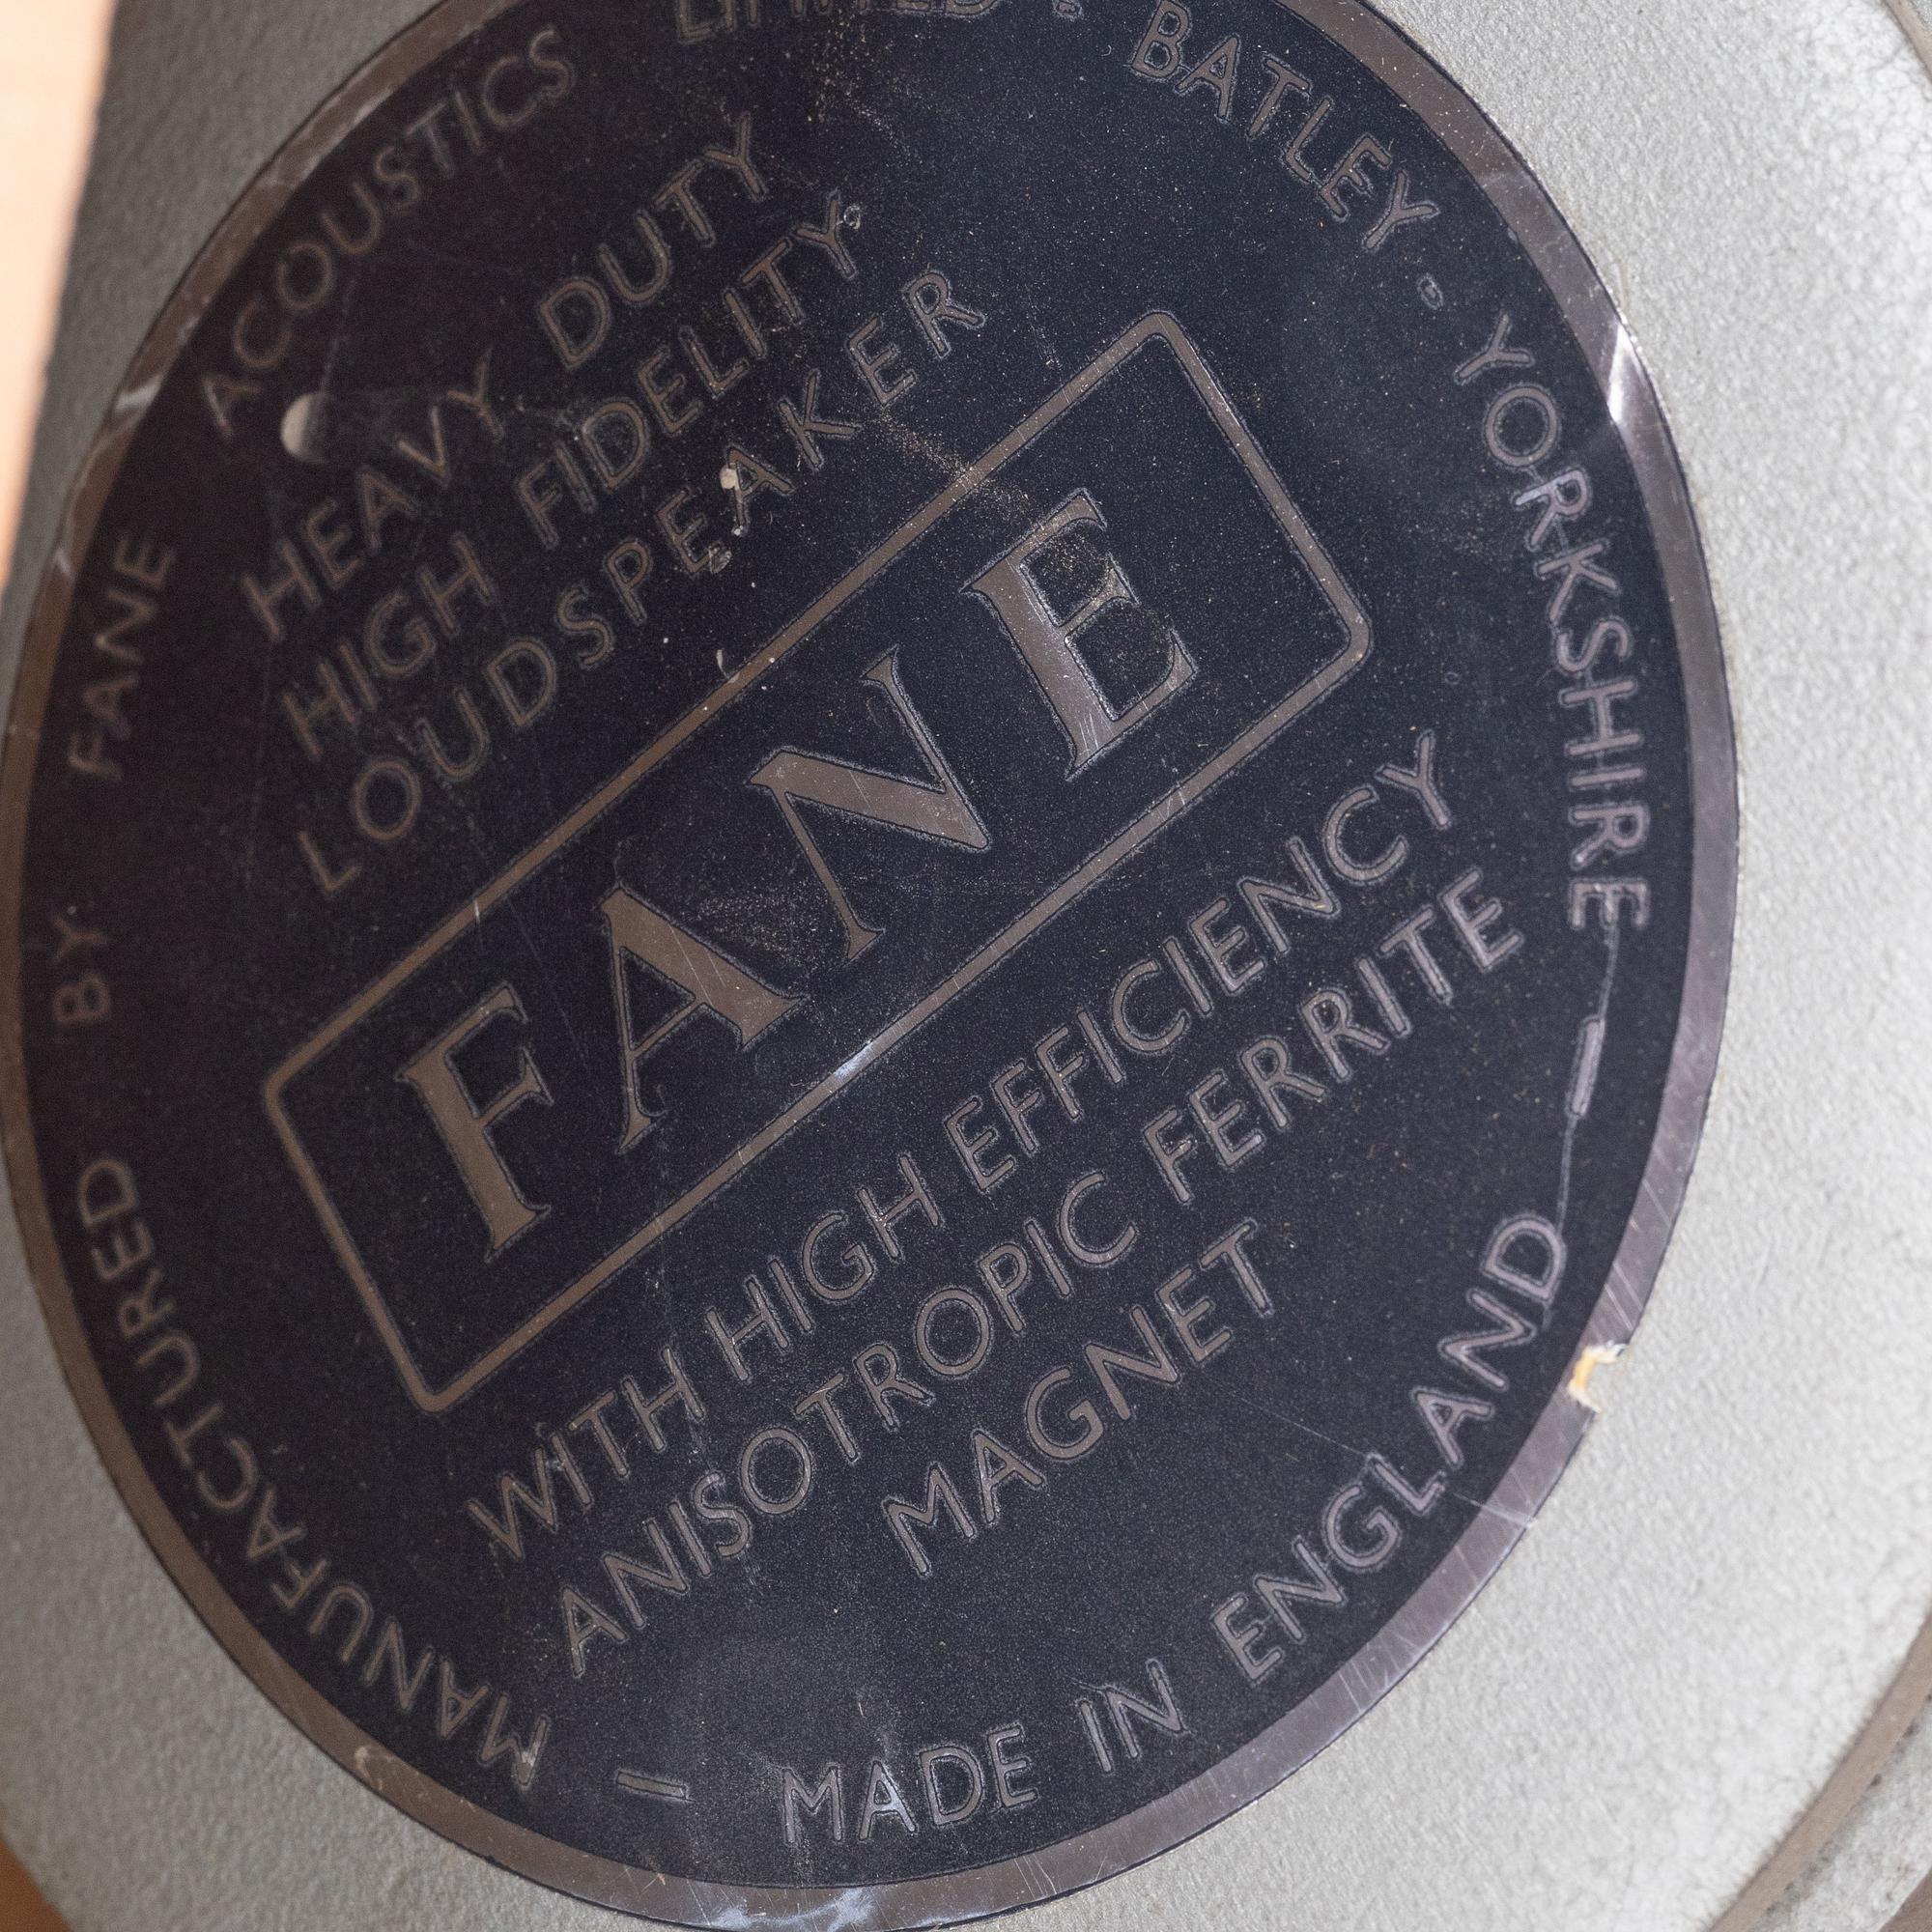 MANUFACTURED BY FANE ACOUSTICS LIMITED · BATLEY · YORKSHIRE — MADE IN ENGLAND —
HEAVY DUTY
HIGH FIDELITY
LOUDSPEAKER
FANE
WITH HIGH EFFICIENCY
ANISOTROPIC FERRITE
MAGNET